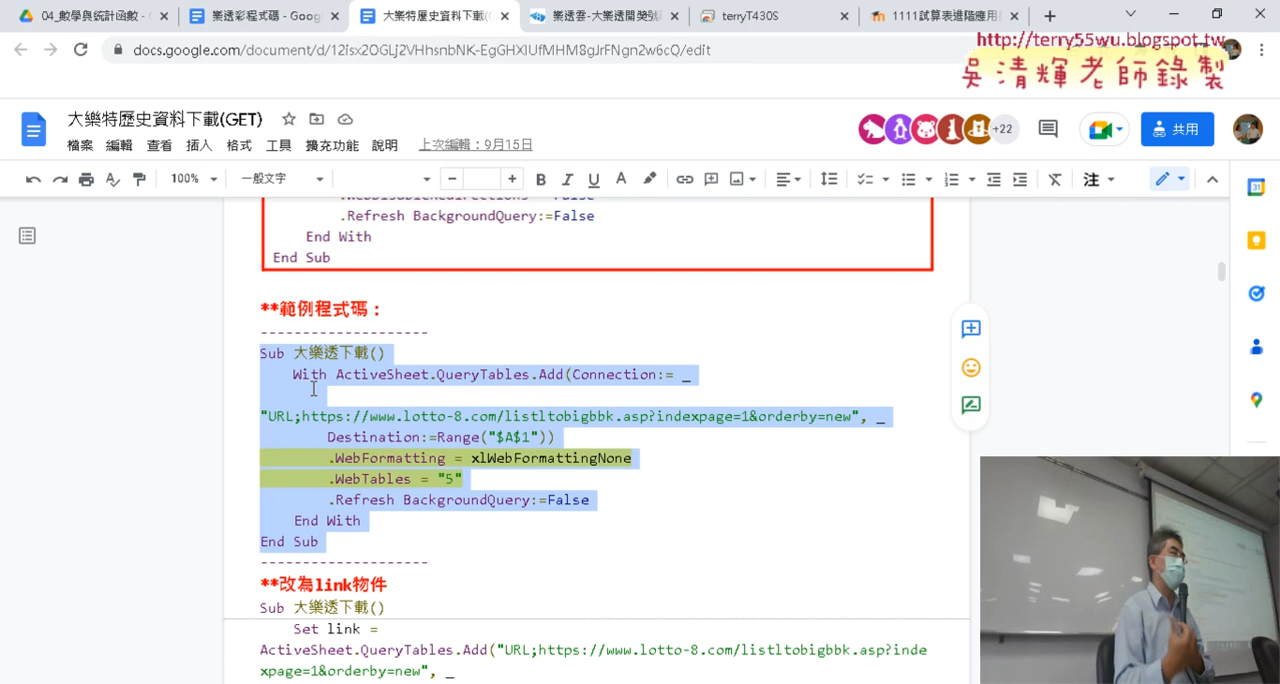 04_數學與統計函數 -
樂透彩程式碼 - Goog
大樂特歷史資料下載(
樂透雲-大樂透開獎號
terryT430S
1111試算表進階應用
docs.google.com/document/d/12isx2OGLj2VHhsnbNK-EgGHXIUfMHM8gJrFNgn2w6cQ/edit
http://terry55wu.blogspot.tw
吳清輝老師錄製
大樂特歷史資料下載(GET)
檔案 編輯 查看 插入 格式 工具 擴充功能 說明 上次編輯：9月15日
+22
共用
100% 一般文字
.Refresh BackgroundQuery:=False
End With
End Sub
**範例程式碼：
--------------------
Sub 大樂透下載()
With ActiveSheet.QueryTables.Add(Connection:= _
"URL;https://www.lotto-8.com/listltobigbbk.asp?indexpage=1&orderby=new", _
Destination:=Range("$A$1"))
.WebFormatting = xlWebFormattingNone
.WebTables = "5"
.Refresh BackgroundQuery:=False
End With
End Sub
--------------------
**改為link物件
Sub 大樂透下載()
Set link =
ActiveSheet.QueryTables.Add("URL;https://www.lotto-8.com/listltobigbbk.asp?inde
xpage=1&orderby=new", _